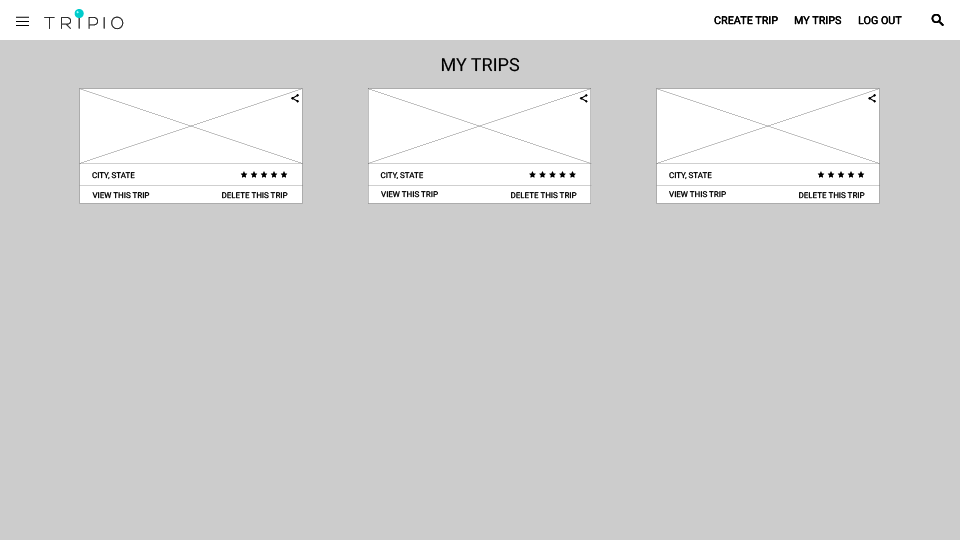 TRIPIO
CREATE TRIP MY TRIPS LOG OUT
MY TRIPS
CITY, STATE
VIEW THIS TRIP DELETE THIS TRIP
CITY, STATE
VIEW THIS TRIP DELETE THIS TRIP
CITY, STATE
VIEW THIS TRIP DELETE THIS TRIP